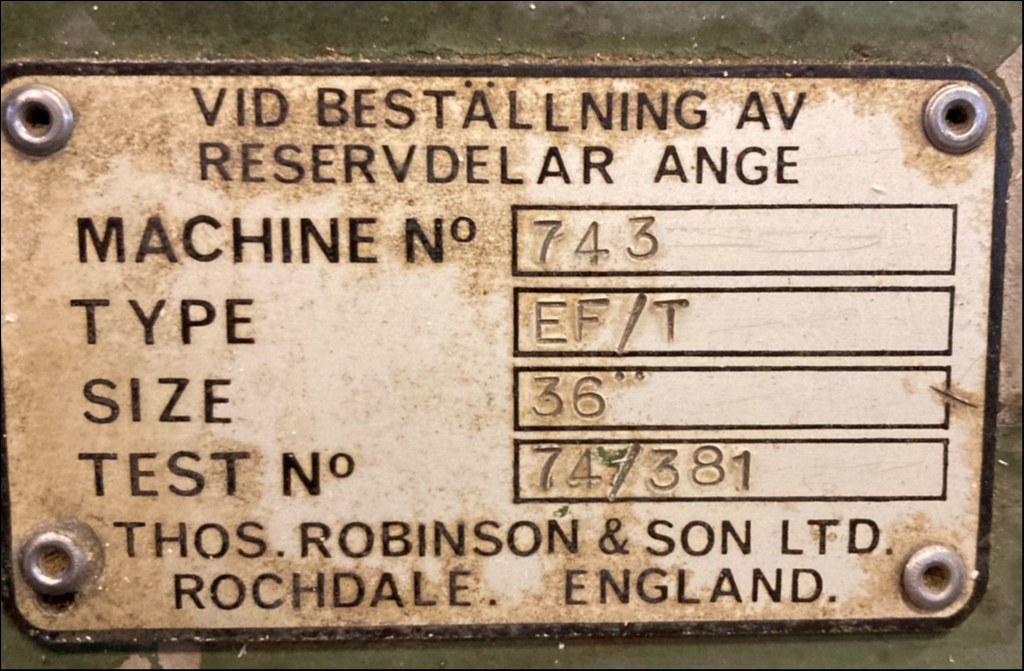 VID BESTÄLLNING AV
RESERVDELAR ANGE
MACHINE Nº 743
TYPE EF/T
SIZE 36"
TEST Nº 747/381
THOS. ROBINSON & SON LTD.
ROCHDALE. ENGLAND.